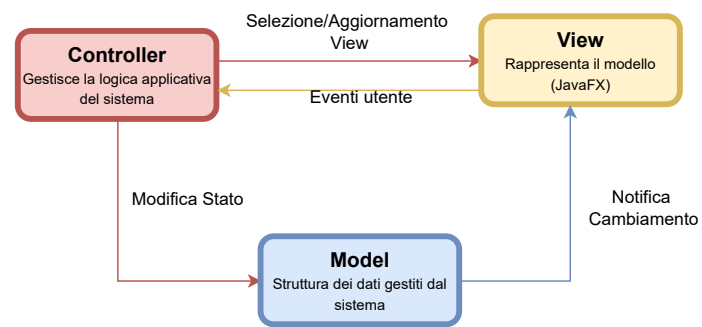 Selezione/Aggiornamento
View
Controller
Gestisce la logica applicativa
del sistema
View
Rappresenta il modello
(JavaFX)
Eventi utente
Modifica Stato
Notifica
Cambiamento
Model
Struttura dei dati gestiti dal
sistema